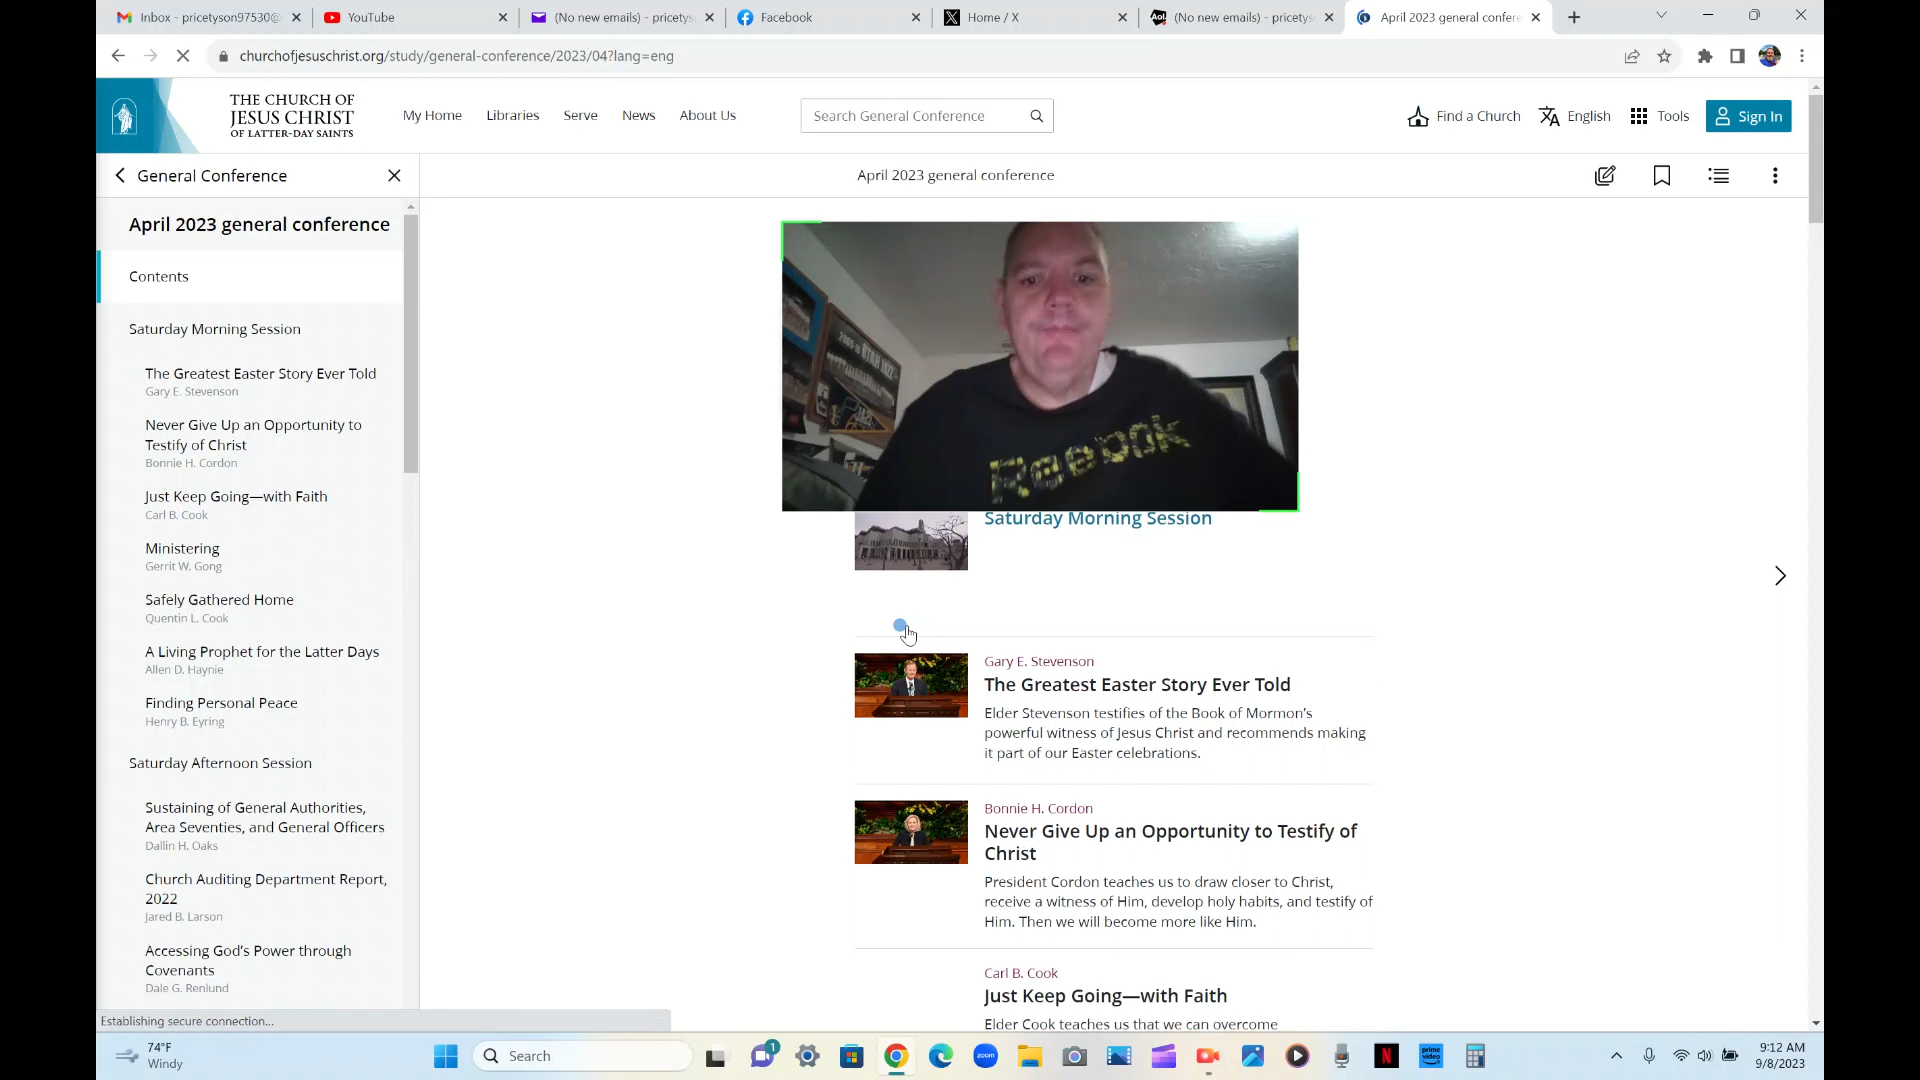 Inbox - pricetyson97530@
YouTube
(No new emails) - pricetys
Facebook
Home / X
Aol.
(No new emails) - pricetys
April 2023 general confere
churchofjesuschrist.org/study/general-conference/2023/04?lang=eng
THE CHURCH OF
JESUS CHRIST
OF LATTER-DAY SAINTS
My Home
Libraries
Serve
News
About Us
Search General Conference
Find a Church
English
Tools
Sign In
General Conference
April 2023 general conference
April 2023 general conference
Contents
Saturday Morning Session
The Greatest Easter Story Ever Told
Gary E. Stevenson
Never Give Up an Opportunity to
Testify of Christ
Bonnie H. Cordon
Just Keep Going—with Faith
Carl B. Cook
Ministering
Gerrit W. Gong
Safely Gathered Home
Quentin L. Cook
A Living Prophet for the Latter Days
Allen D. Haynie
Finding Personal Peace
Henry B. Eyring
Saturday Afternoon Session
Sustaining of General Authorities,
Area Seventies, and General Officers
Dallin H. Oaks
Church Auditing Department Report,
2022
Jared B. Larson
Accessing God's Power through
Covenants
Dale G. Renlund
UTAH JAZZ
Reebok
Saturday Morning Session
Gary E. Stevenson
The Greatest Easter Story Ever Told
Elder Stevenson testifies of the Book of Mormon's
powerful witness of Jesus Christ and recommends making
it part of our Easter celebrations.
Bonnie H. Cordon
Never Give Up an Opportunity to Testify of
Christ
President Cordon teaches us to draw closer to Christ,
receive a witness of Him, develop holy habits, and testify of
Him. Then we will become more like Him.
Carl B. Cook
Just Keep Going—with Faith
Elder Cook teaches us that we can overcome
Establishing secure connection...
74°F
Windy
Search
1
zoom
N
prime
video
9:12 AM
9/8/2023